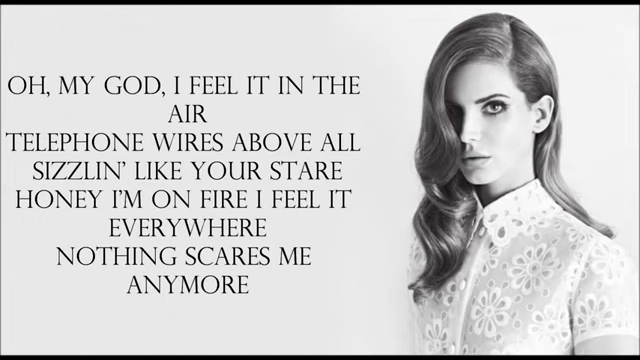 OH, MY GOD, I FEEL IT IN THE
AIR
TELEPHONE WIRES ABOVE ALL
SIZZLIN' LIKE YOUR STARE
HONEY I'M ON FIRE I FEEL IT
EVERYWHERE
NOTHING SCARES ME
ANYMORE